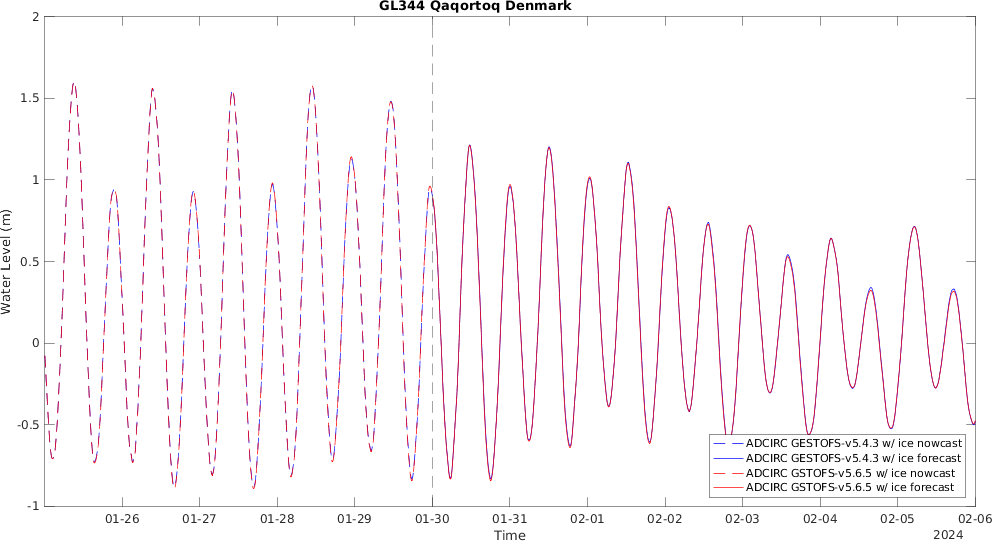 GL344 Qaqortoq Denmark
Water Level (m)
2
1.5
1
0.5
0
-0.5
-1
01-26 01-27 01-28 01-29 01-30 01-31 02-01 02-02 02-03 02-04 02-05 02-06
Time
2024
ADCIRC GESTOFS-v5.4.3 w/ ice nowcast
ADCIRC GESTOFS-v5.4.3 w/ ice forecast
ADCIRC GSTOFS-v5.6.5 w/ ice nowcast
ADCIRC GSTOFS-v5.6.5 w/ ice forecast